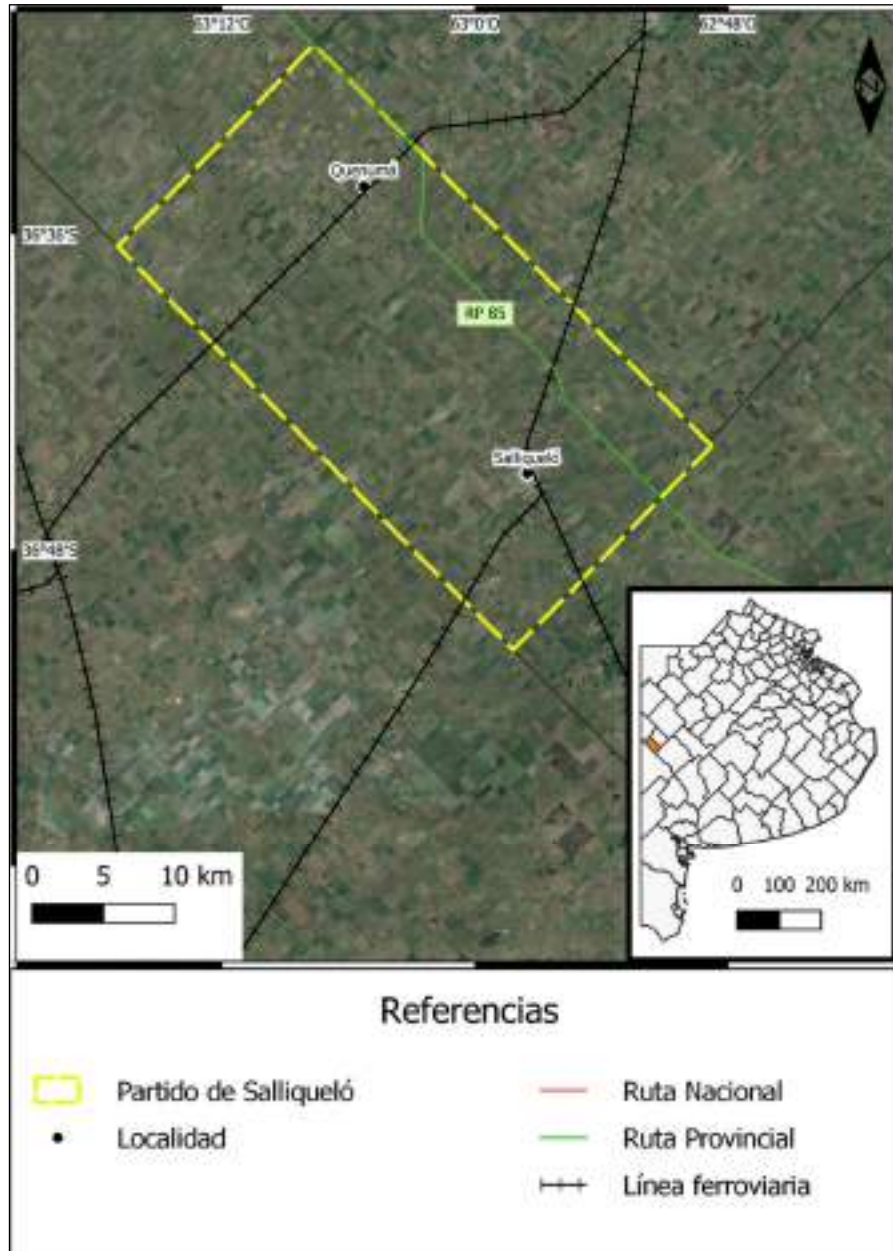 63°12'O 63°0'O 62°48'O
Z
Quenumá
36°36'S
RP 85
Salliqueló
36°48'S
0 5 10 km
0 100 200 km
Referencias
Partido de Salliqueló
Localidad
Ruta Nacional
Ruta Provincial
Línea ferroviaria